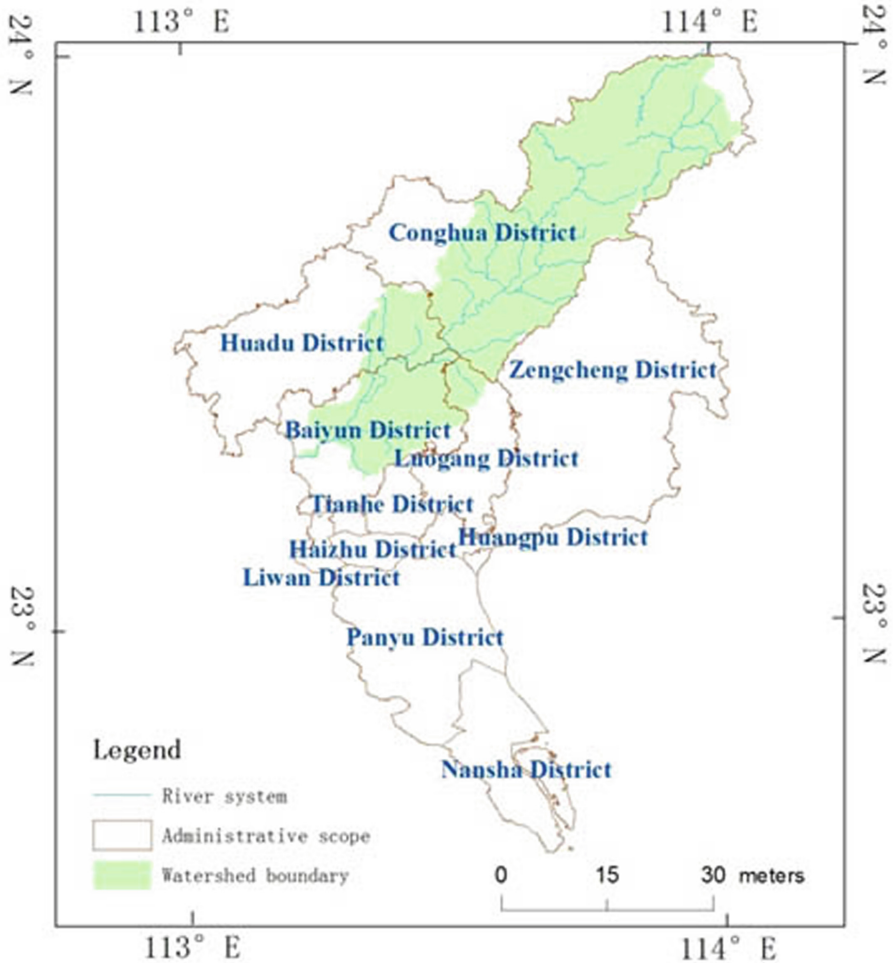 113° E 114° E
24° N 24° N
Conghua District
Huadu District
Zengcheng District
Baiyun District
Luogang District
Tianhe District
Huangpu District
Haizhu District
Liwan District
23° N 23° N
Panyu District
Legend
Nansha District
River system
Administrative scope
Watershed boundary
0 15 30 meters
113° E 114° E